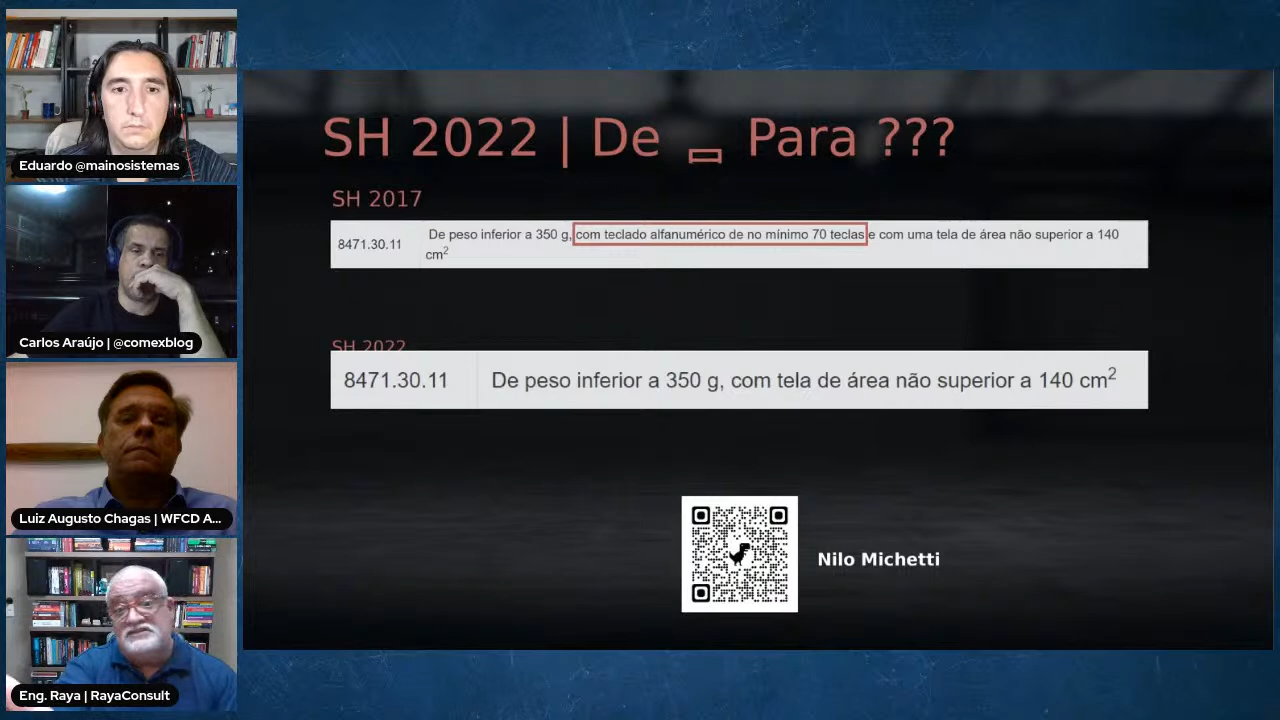 Eduardo @mainosistemas
Carlos Araújo | @comexblog
Luiz Augusto Chagas | WFCD A...
Eng. Raya | RayaConsult
SH 2022 | De Para ???
SH 2017
8471.30.11
De peso inferior a 350 g, com teclado alfanumérico de no mínimo 70 teclas e com uma tela de área não superior a 140
cm²
SH 2022
8471.30.11 De peso inferior a 350 g, com tela de área não superior a 140 cm²
Nilo Michetti